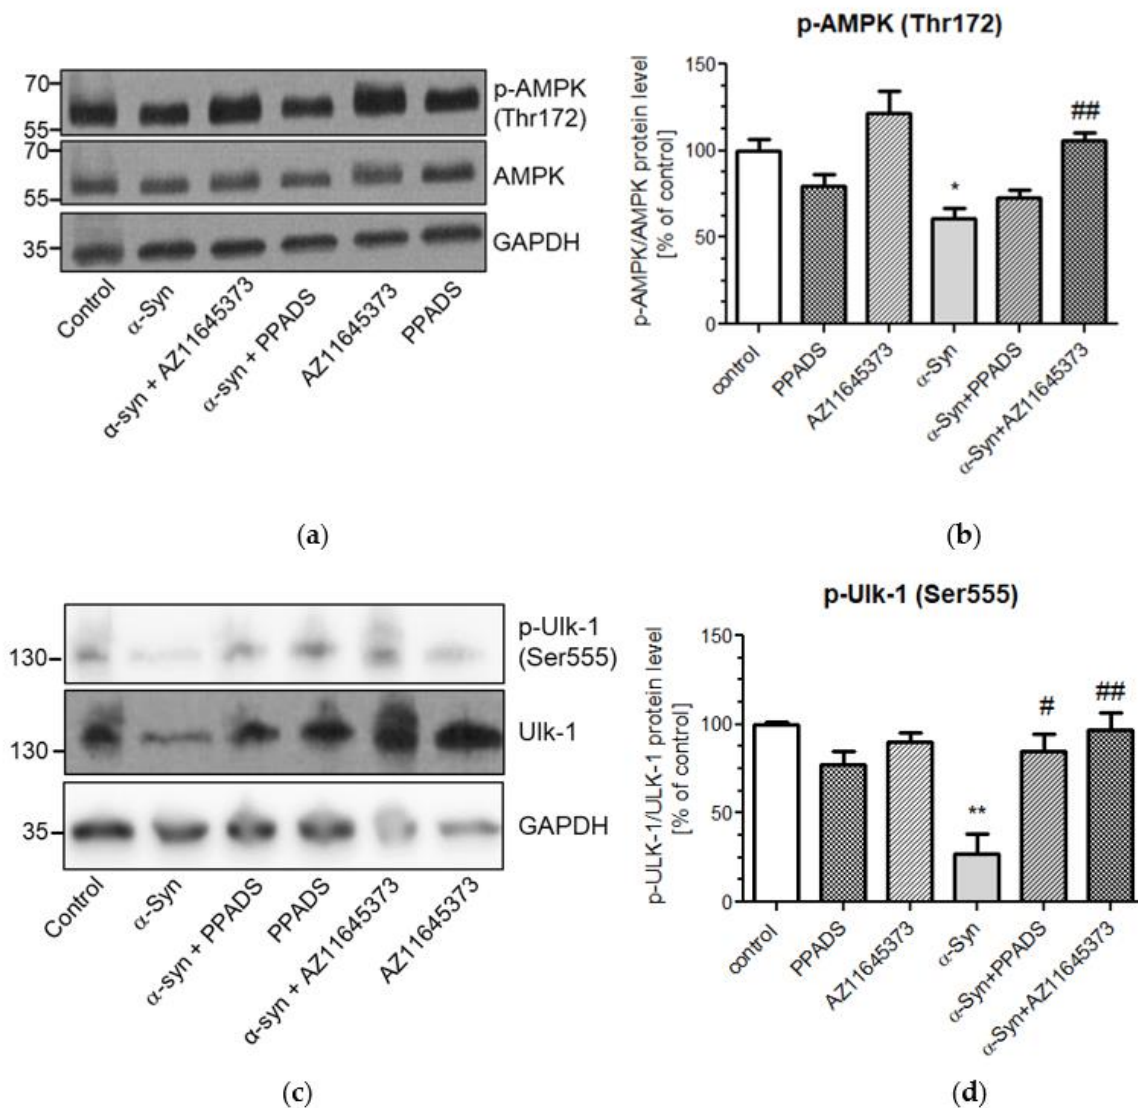 70
55
p-AMPK
(Thr172)
70
55
AMPK
35
GAPDH
Control
α-Syn
α-syn + AZ11645373
α-syn + PPADS
AZ11645373
PPADS
(a)
p-AMPK (Thr172)
p-AMPK/AMPK protein level
[% of control]
150
100
50
0
*
##
control
PPADS
AZ11645373
α-Syn
α-Syn+PPADS
α-Syn+AZ11645373
(b)
130
p-Ulk-1
(Ser555)
130
Ulk-1
35
GAPDH
Control
α-Syn
α-syn + PPADS
PPADS
α-syn + AZ11645373
AZ11645373
(c)
p-Ulk-1 (Ser555)
p-ULK-1/ULK-1 protein level
[% of control]
150
100
50
0
**
#
##
control
PPADS
AZ11645373
α-Syn
α-Syn+PPADS
α-Syn+AZ11645373
(d)